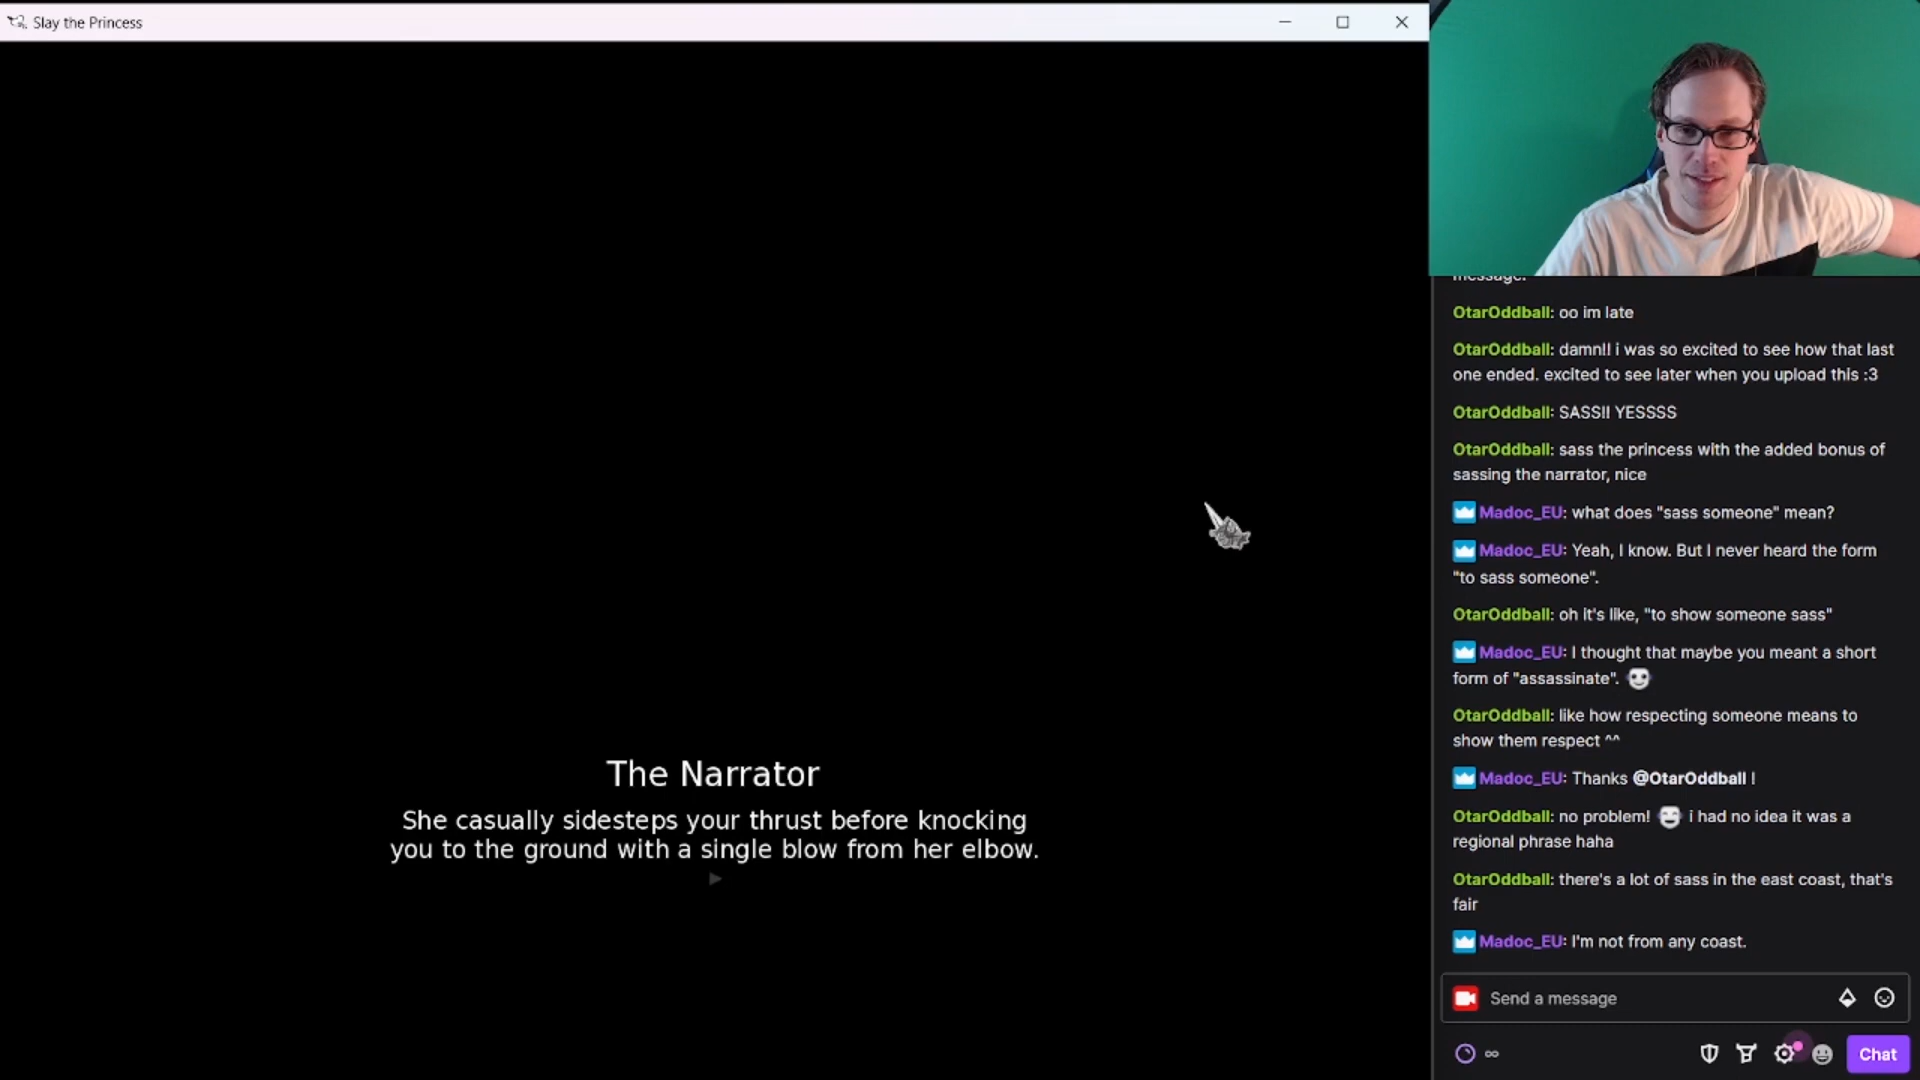 Slay the Princess
The Narrator
She casually sidesteps your thrust before knocking
you to the ground with a single blow from her elbow.
message.
OtarOddball: oo im late
OtarOddball: damn!! i was so excited to see how that last
one ended. excited to see later when you upload this :3
OtarOddball: SASS!! YESSSS
OtarOddball: sass the princess with the added bonus of
sassing the narrator, nice
Madoc_EU: what does "sass someone" mean?
Madoc_EU: Yeah, I know. But I never heard the form
"to sass someone".
OtarOddball: oh it's like, "to show someone sass"
Madoc_EU: I thought that maybe you meant a short
form of "assassinate".
OtarOddball: like how respecting someone means to
show them respect ^^
Madoc_EU: Thanks @OtarOddball !
OtarOddball: no problem! i had no idea it was a
regional phrase haha
OtarOddball: there's a lot of sass in the east coast, that's
fair
Madoc_EU: I'm not from any coast.
Send a message
∞
Chat